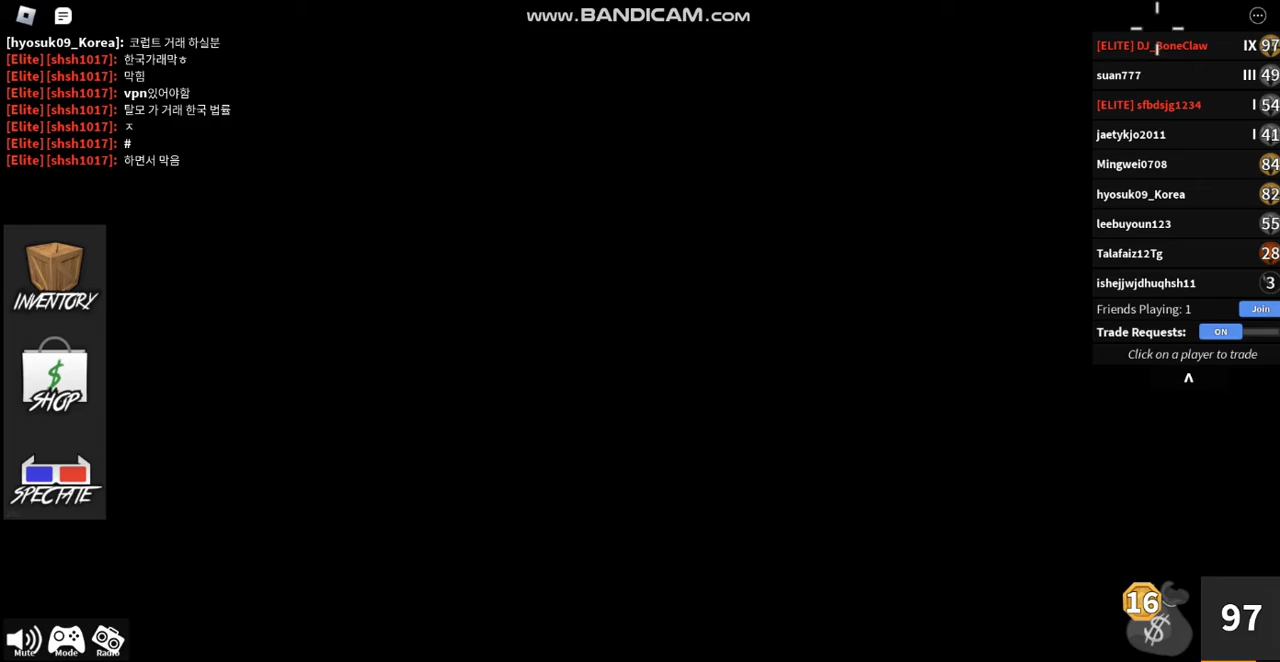 www.BANDICAM.com
[hyosuk09_Korea]: 코럽트 거래 하실분
[Elite] [shsh1017]: 한국가래막ㅎ
[Elite] [shsh1017]: 막힘
[Elite] [shsh1017]: vpn있어야함
[Elite] [shsh1017]: 탈모 가 거래 한국 법률
[Elite] [shsh1017]: ㅈ
[Elite] [shsh1017]: #
[Elite] [shsh1017]: 하면서 막음
INVENTORY
$
SHOP
SPECTATE
[ELITE] DJ_BoneClaw IX 97
suan777 III 49
[ELITE] sfbdsjg1234 I 54
jaetykjo2011 I 41
Mingwei0708 84
hyosuk09_Korea 82
leebuyoun123 55
Talafaiz12Tg 28
ishejjwjdhuqhsh11 3
Friends Playing: 1 Join
Trade Requests: ON
Click on a player to trade
Mute Mode Radio
16
$
97